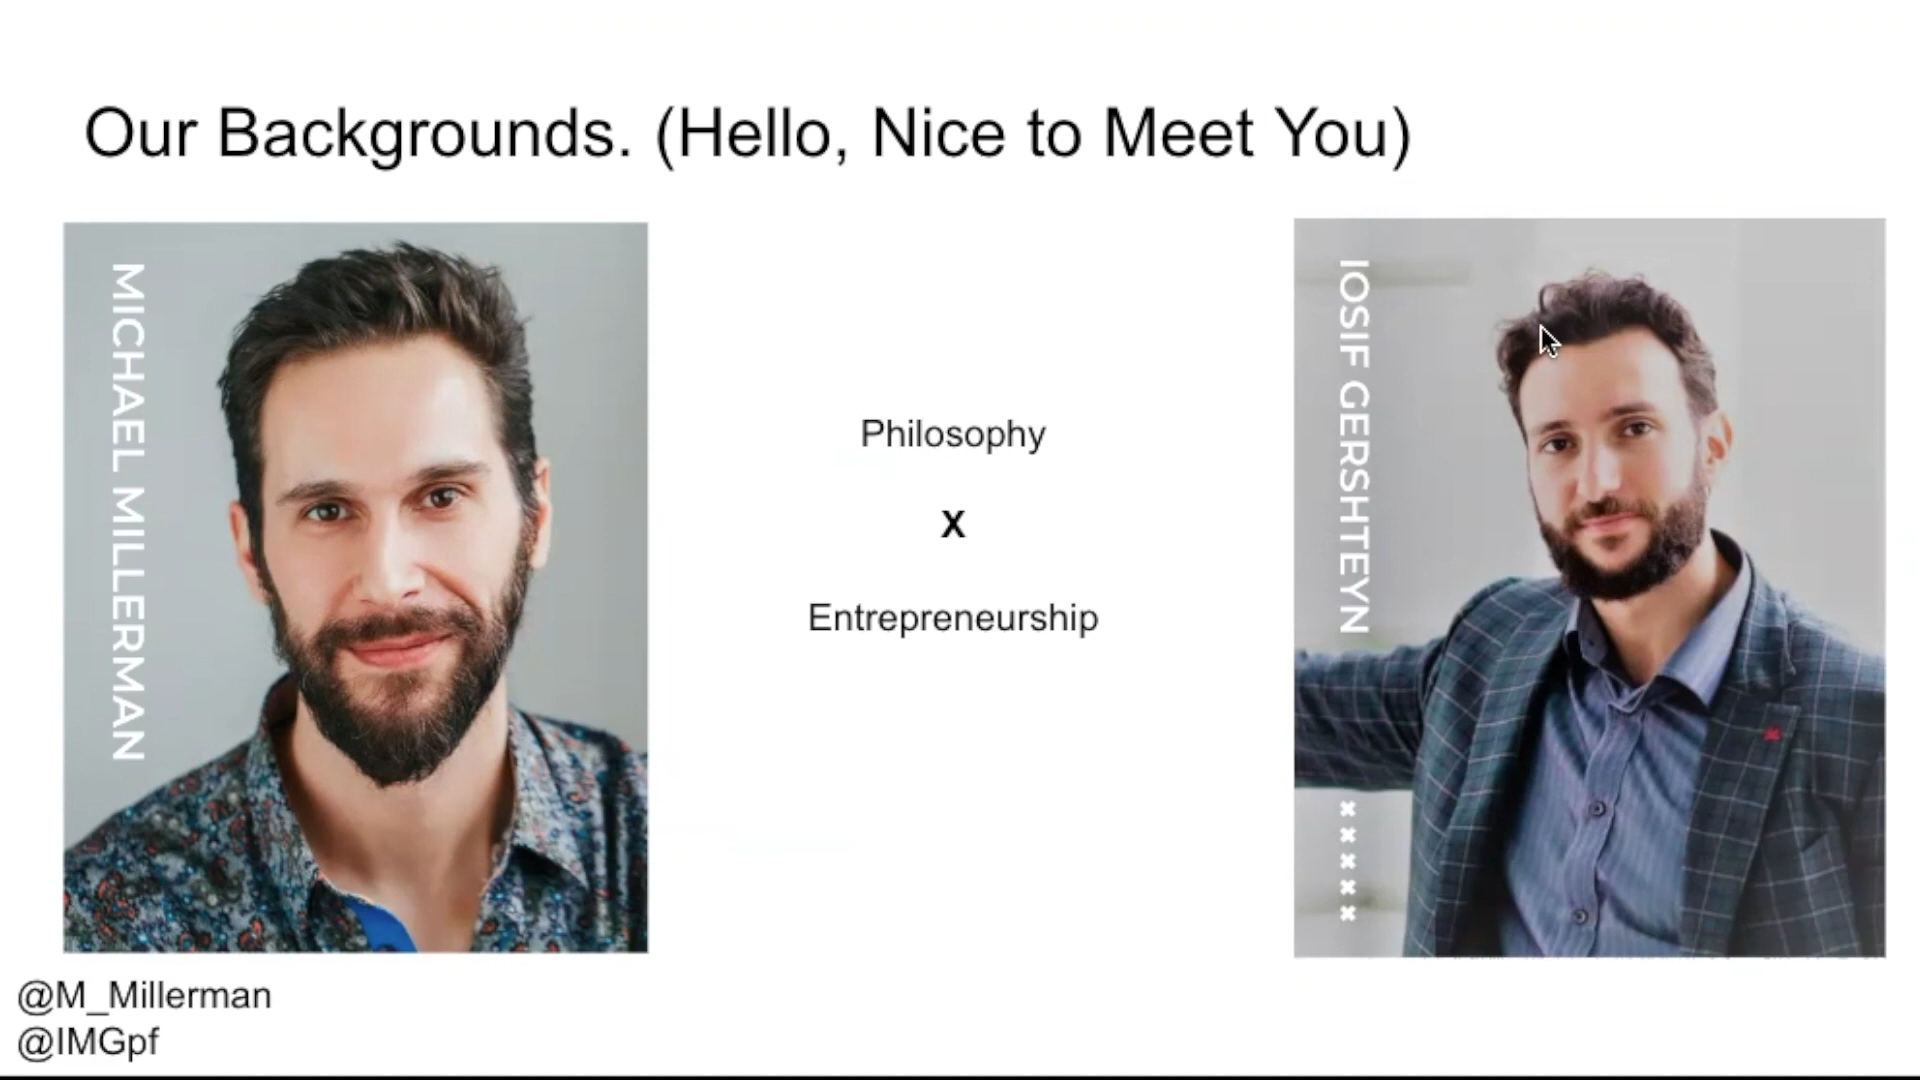 Our Backgrounds. (Hello, Nice to Meet You)
MICHAEL MILLERMAN
Philosophy
X
Entrepreneurship
IOSIF GERSHTEYN
@M_Millerman
@IMGpf